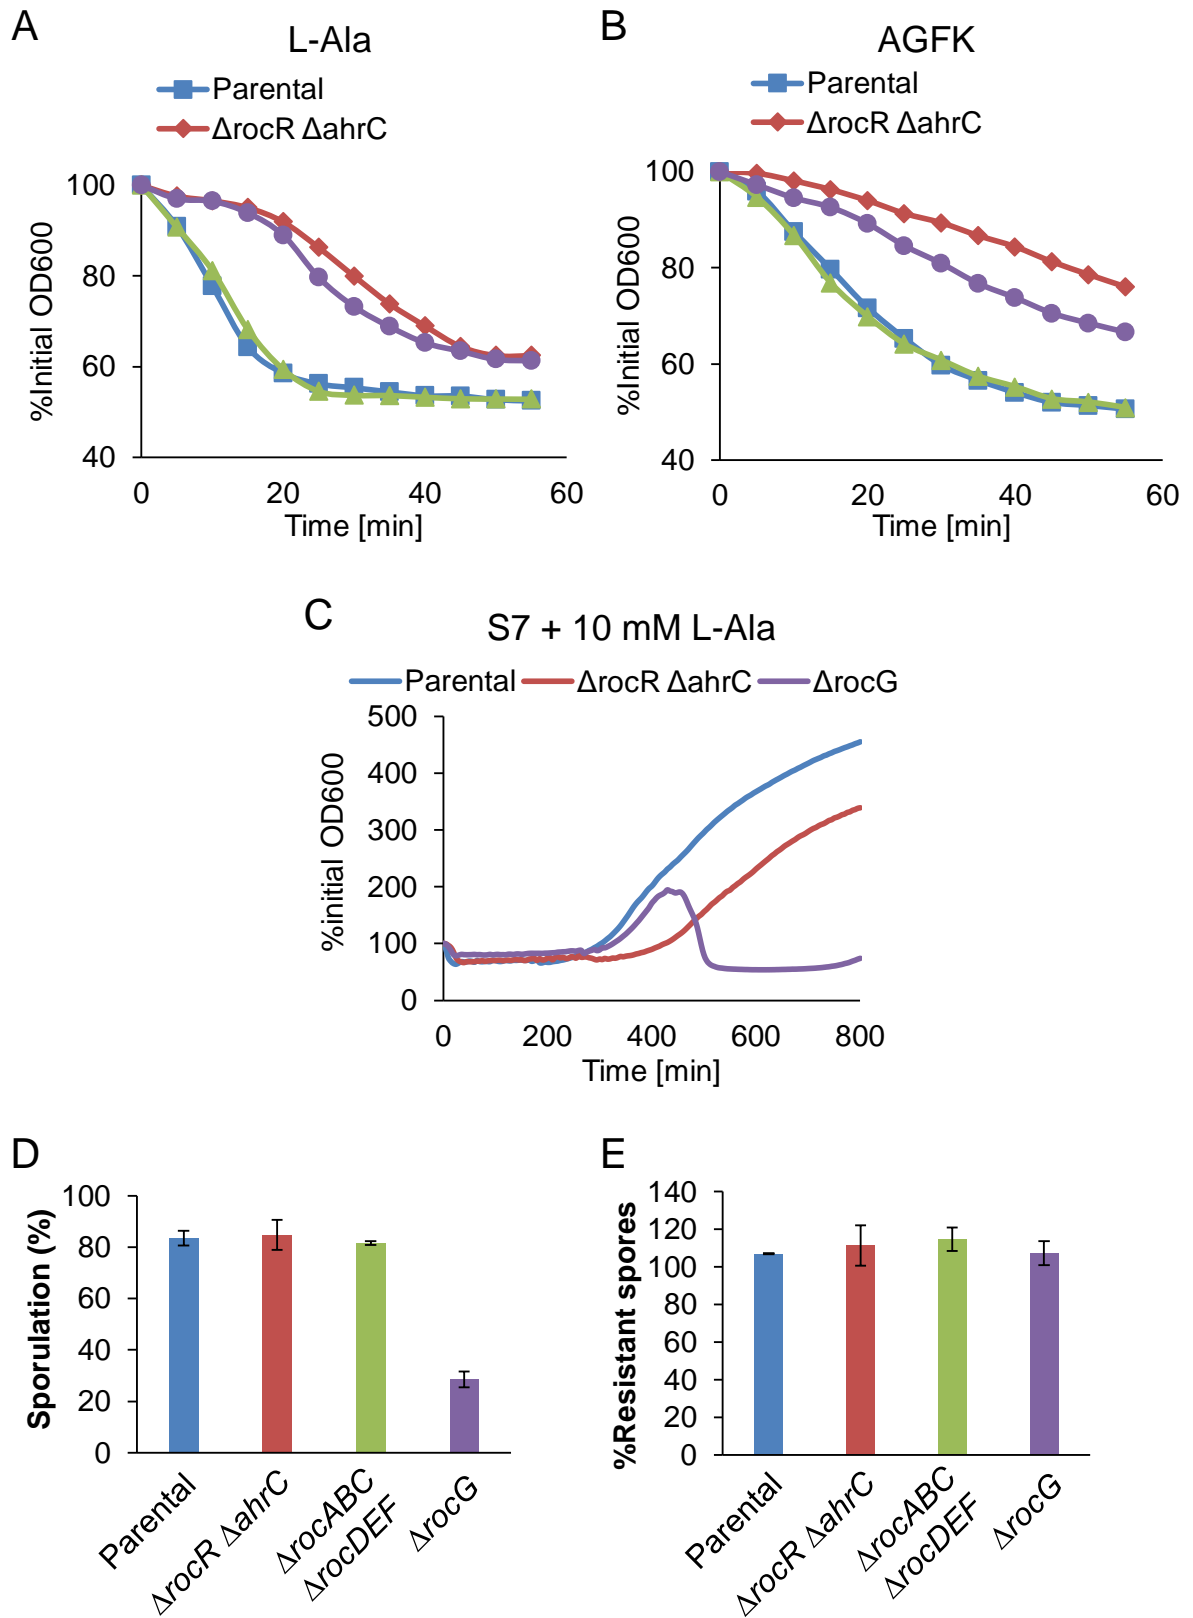 A
L-Ala
Parental
ΔrocR ΔahrC
100
80
60
40
%Initial OD600
0 20 40 60
Time [min]
B
AGFK
Parental
ΔrocR ΔahrC
100
80
60
40
%Initial OD600
0 20 40 60
Time [min]
C
S7 + 10 mM L-Ala
Parental ΔrocR ΔahrC ΔrocG
500
400
300
200
100
0
%initial OD600
0 200 400 600 800
Time [min]
D
100
80
60
40
20
0
Sporulation (%)
Parental
ΔrocR ΔahrC
ΔrocABC
ΔrocDEF
ΔrocG
E
140
120
100
80
60
40
20
0
%Resistant spores
Parental
ΔrocR ΔahrC
ΔrocABC
ΔrocDEF
ΔrocG